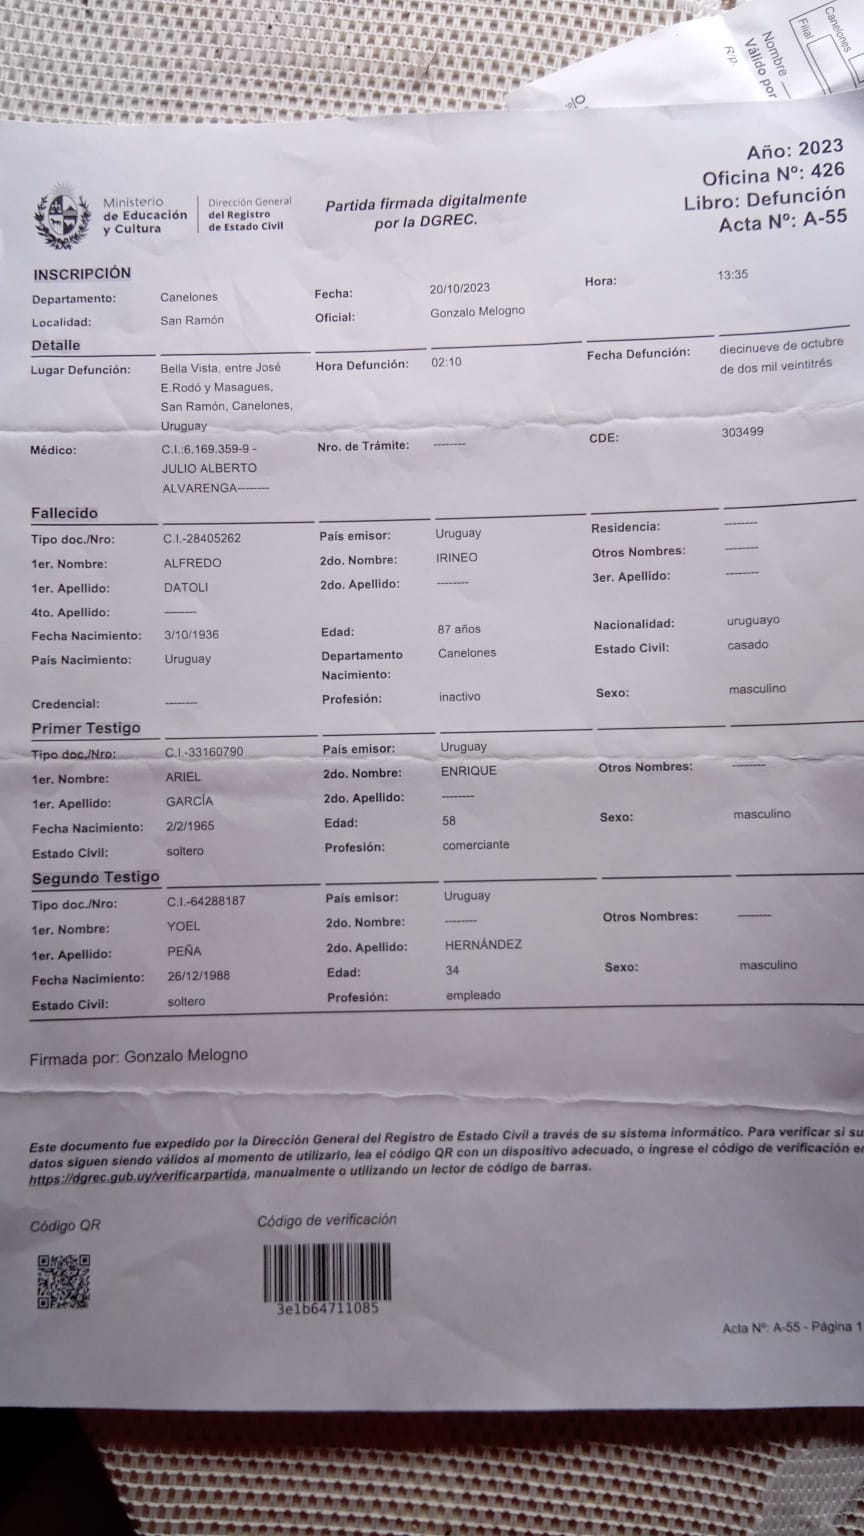 Canelones
Filial
Nombre
Válido por
R/p.
Año: 2023
Oficina Nº: 426
Libro: Defunción
Acta Nº: A-55
Ministerio
de Educación
y Cultura
Dirección General
del Registro
de Estado Civil
Partida firmada digitalmente
por la DGREC.
INSCRIPCIÓN
Departamento: Canelones Fecha: 20/10/2023 Hora: 13:35
Localidad: San Ramón Oficial: Gonzalo Melogno
Detalle
Lugar Defunción: Bella Vista, entre José Hora Defunción: 02:10 Fecha Defunción: diecinueve de octubre
E.Rodó y Masagues, de dos mil veintitrés
San Ramón, Canelones,
Uruguay
Médico: C.I.:6.169.359-9 - Nro. de Trámite: -------- CDE: 303499
JULIO ALBERTO
ALVARENGA--------
Fallecido
Tipo doc./Nro: C.I.-28405262 País emisor: Uruguay Residencia: --------
1er. Nombre: ALFREDO 2do. Nombre: IRINEO Otros Nombres: --------
1er. Apellido: DATOLI 2do. Apellido: -------- 3er. Apellido: --------
4to. Apellido: --------
Fecha Nacimiento: 3/10/1936 Edad: 87 años Nacionalidad: uruguayo
País Nacimiento: Uruguay Departamento Canelones Estado Civil: casado
Nacimiento:
Credencial: -------- Profesión: inactivo Sexo: masculino
Primer Testigo
Tipo doc./Nro: C.I.-33160790 País emisor: Uruguay
1er. Nombre: ARIEL 2do. Nombre: ENRIQUE Otros Nombres: --------
1er. Apellido: GARCÍA 2do. Apellido: --------
Fecha Nacimiento: 2/2/1965 Edad: 58 Sexo: masculino
Estado Civil: soltero Profesión: comerciante
Segundo Testigo
Tipo doc./Nro: C.I.-64288187 País emisor: Uruguay
1er. Nombre: YOEL 2do. Nombre: -------- Otros Nombres: --------
1er. Apellido: PEÑA 2do. Apellido: HERNÁNDEZ
Fecha Nacimiento: 26/12/1988 Edad: 34 Sexo: masculino
Estado Civil: soltero Profesión: empleado
Firmada por: Gonzalo Melogno
Este documento fue expedido por la Dirección General del Registro de Estado Civil a través de su sistema informático. Para verificar si su
datos siguen siendo válidos al momento de utilizarlo, lea el código QR con un dispositivo adecuado, o ingrese el código de verificación en
https://dgrec.gub.uy/verificarpartida, manualmente o utilizando un lector de código de barras.
Código QR
Código de verificación
3e1b64711085
Acta Nº: A-55 - Página 1